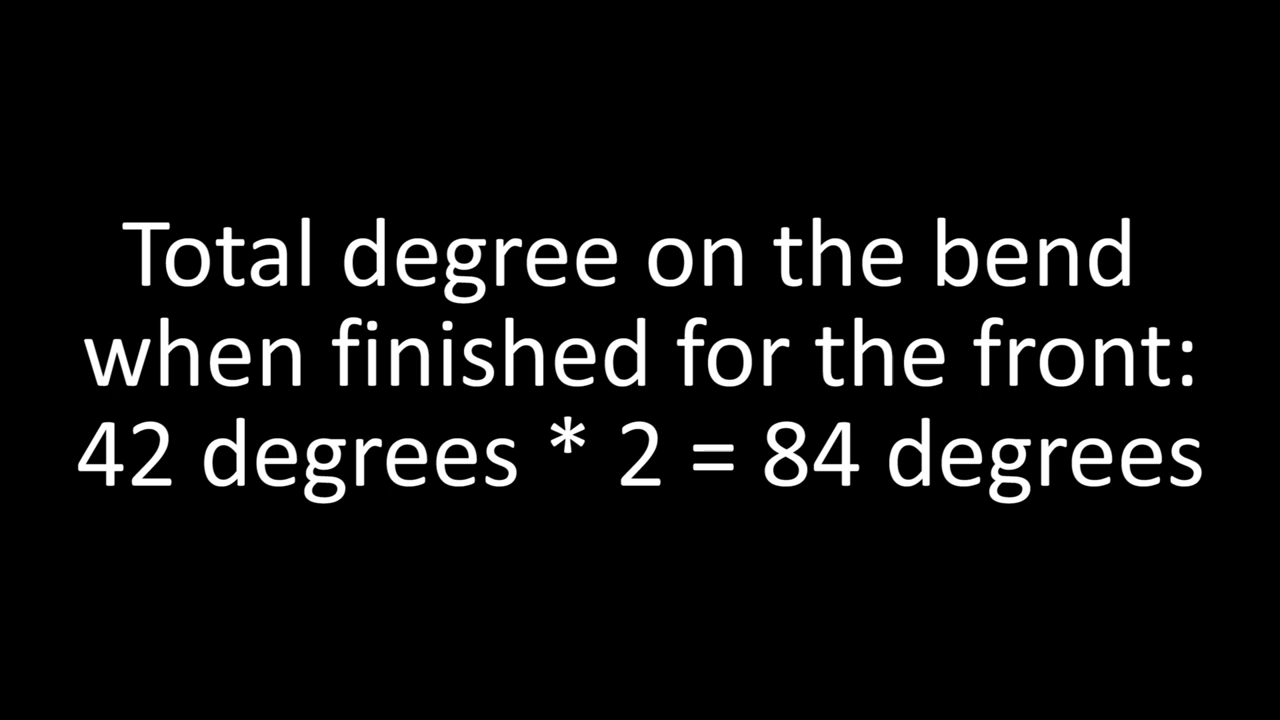 Total degree on the bend
when finished for the front:
42 degrees * 2 = 84 degrees